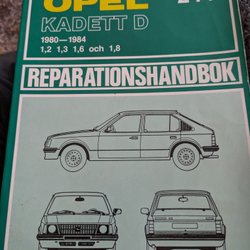 OPEL
KADETT D
1980—1984
1,2 1,3 1,6 och 1,8
REPARATIONSHANDBOK